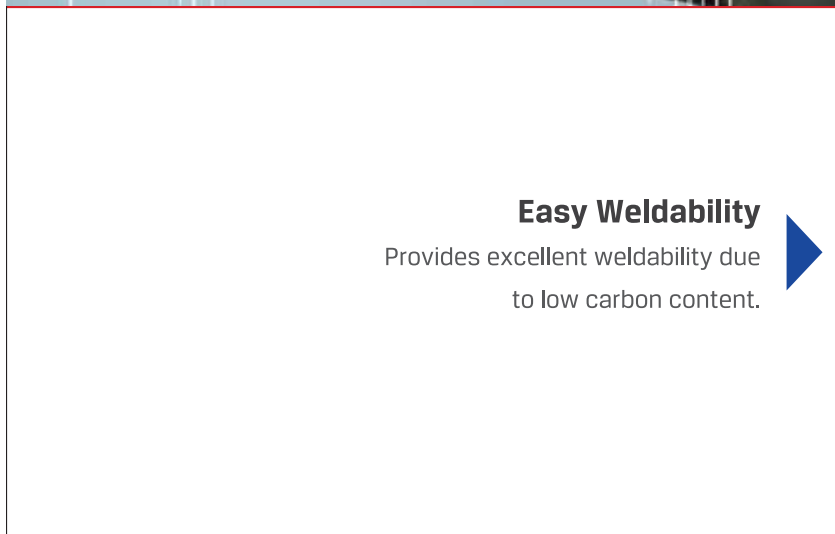 Easy Weldability
Provides excellent weldability due
to low carbon content.